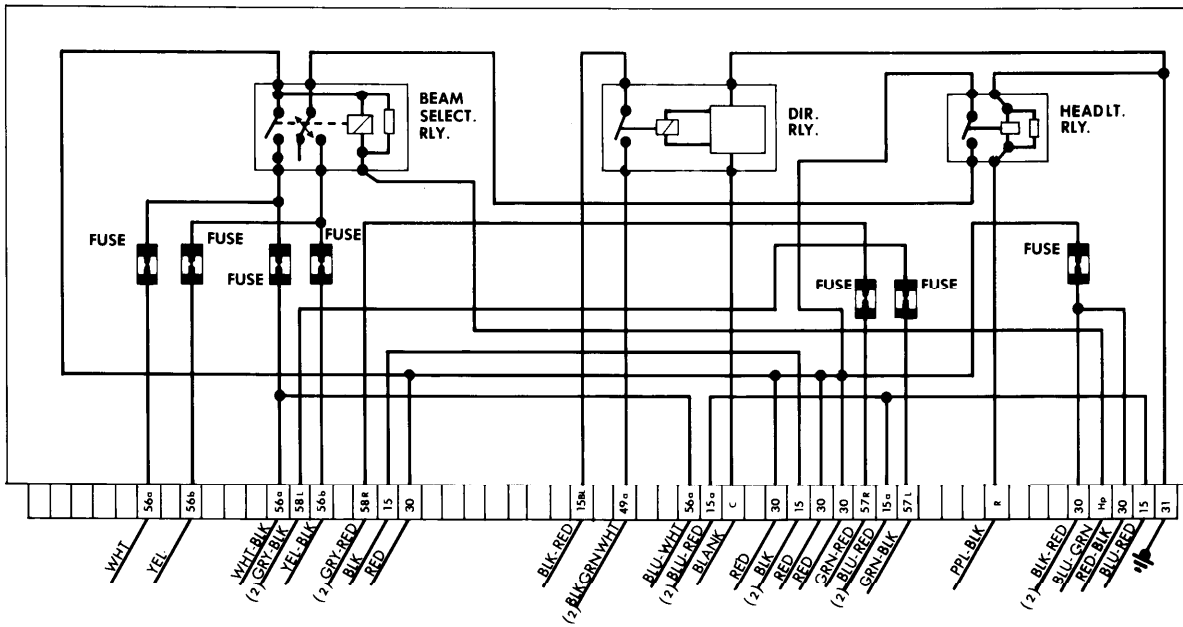 BEAM
SELECT.
RLY.
DIR.
RLY.
HEADLT.
RLY.
FUSE
FUSE
FUSE
FUSE
FUSE
FUSE
FUSE
56a
56b
56a
58L
56b
58R
15
30
15BL
49a
56a
15a
C
30
15
30
30
57R
15a
57L
R
30
Hp
30
15
31
WHT
YEL
WHT-BLK
(2) GRY-BLK
YEL-BLK
(2) GRY-RED
BLK
RED
BLK-RED
(2) BLKGRNWHT
BLU-WHT
(2) BLU-RED
BLANK
RED
(2) BLK
RED
RED
GRN-RED
(2) BLU-RED
GRN-BLK
PPL-BLK
(2) BLK-RED
BLU-GRN
RED-BLK
BLU-RED